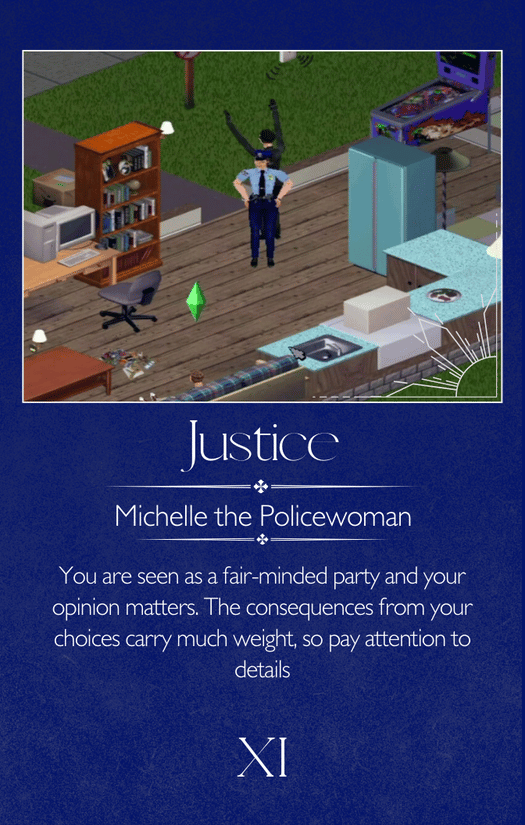 Justice
Michelle the Policewoman
You are seen as a fair-minded party and your
opinion matters. The consequences from your
choices carry much weight, so pay attention to
details
XI